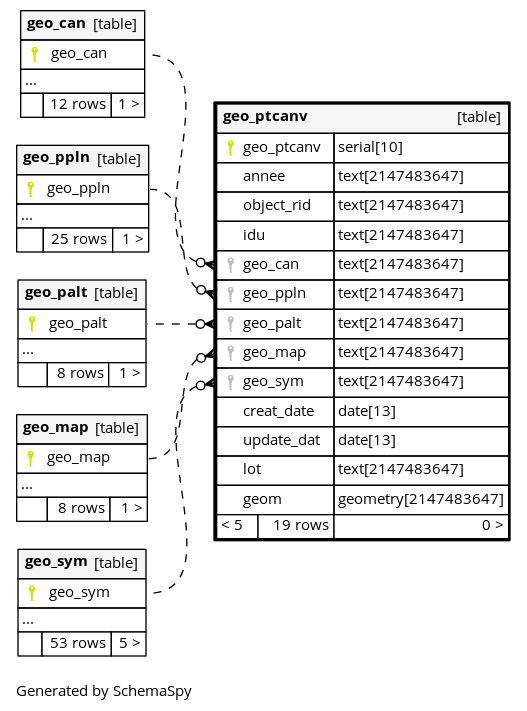 geo_can [table]
geo_can
...
12 rows 1 >
geo_ppln [table]
geo_ppln
...
25 rows 1 >
geo_palt [table]
geo_palt
...
8 rows 1 >
geo_map [table]
geo_map
...
8 rows 1 >
geo_sym [table]
geo_sym
...
53 rows 5 >
geo_ptcanv [table]
geo_ptcanv serial[10]
annee text[2147483647]
object_rid text[2147483647]
idu text[2147483647]
geo_can text[2147483647]
geo_ppln text[2147483647]
geo_palt text[2147483647]
geo_map text[2147483647]
geo_sym text[2147483647]
creat_date date[13]
update_dat date[13]
lot text[2147483647]
geom geometry[2147483647]
< 5 19 rows 0 >
Generated by SchemaSpy